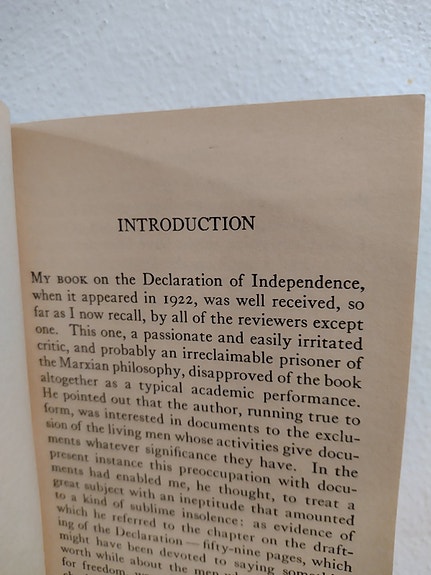 INTRODUCTION
MY BOOK on the Declaration of Independence,
when it appeared in 1922, was well received, so
far as I now recall, by all of the reviewers except
one. This one, a passionate and easily irritated
critic, and probably an irreclaimable prisoner of
the Marxian philosophy, disapproved of the book
altogether as a typical academic performance.
He pointed out that the author, running true to
form, was interested in documents to the exclu-
sion of the living men whose activities give docu-
ments whatever significance they have. In the
present instance this preoccupation with docu-
ments had enabled me, he thought, to treat a
great subject with an ineptitude that amounted
to a kind of sublime insolence: as evidence of
which he referred to the chapter on the draft-
ing of the Declaration — fifty-nine pages, which
might have been devoted to saying something
worth while about the men
for freedom